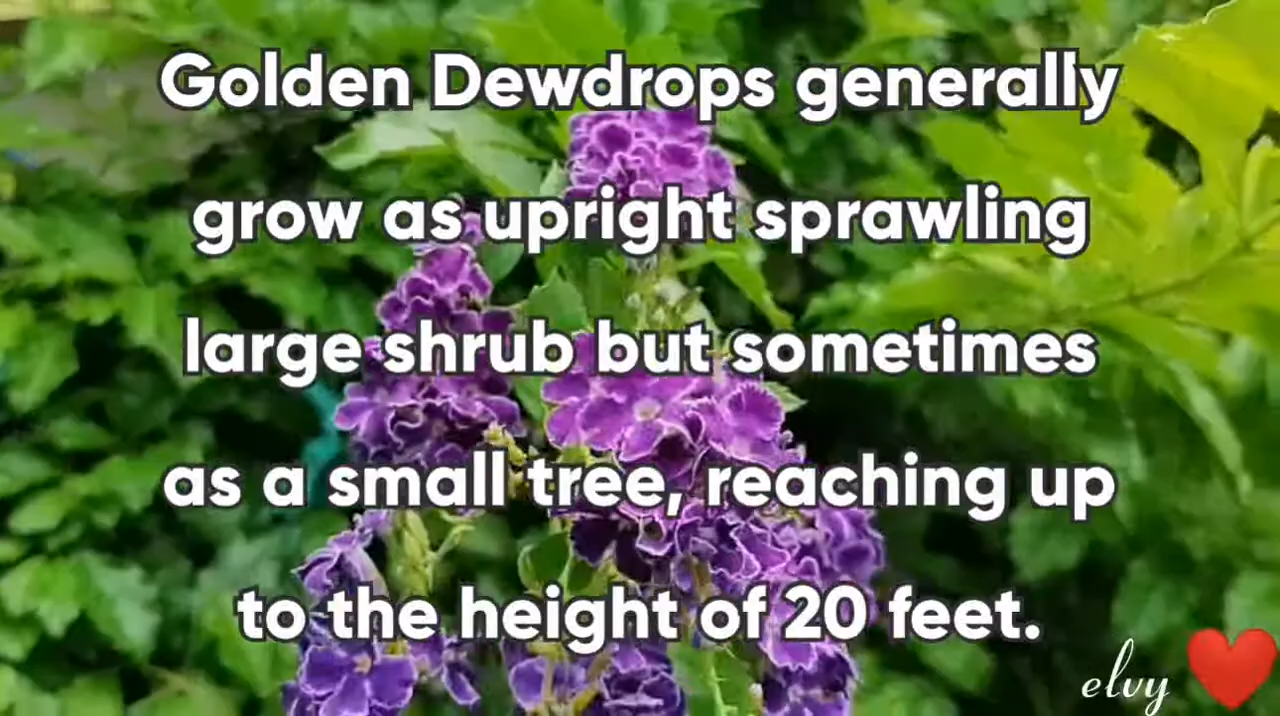 Golden Dewdrops generally
grow as upright sprawling
large shrub but sometimes
as a small tree, reaching up
to the height of 20 feet.
elvy